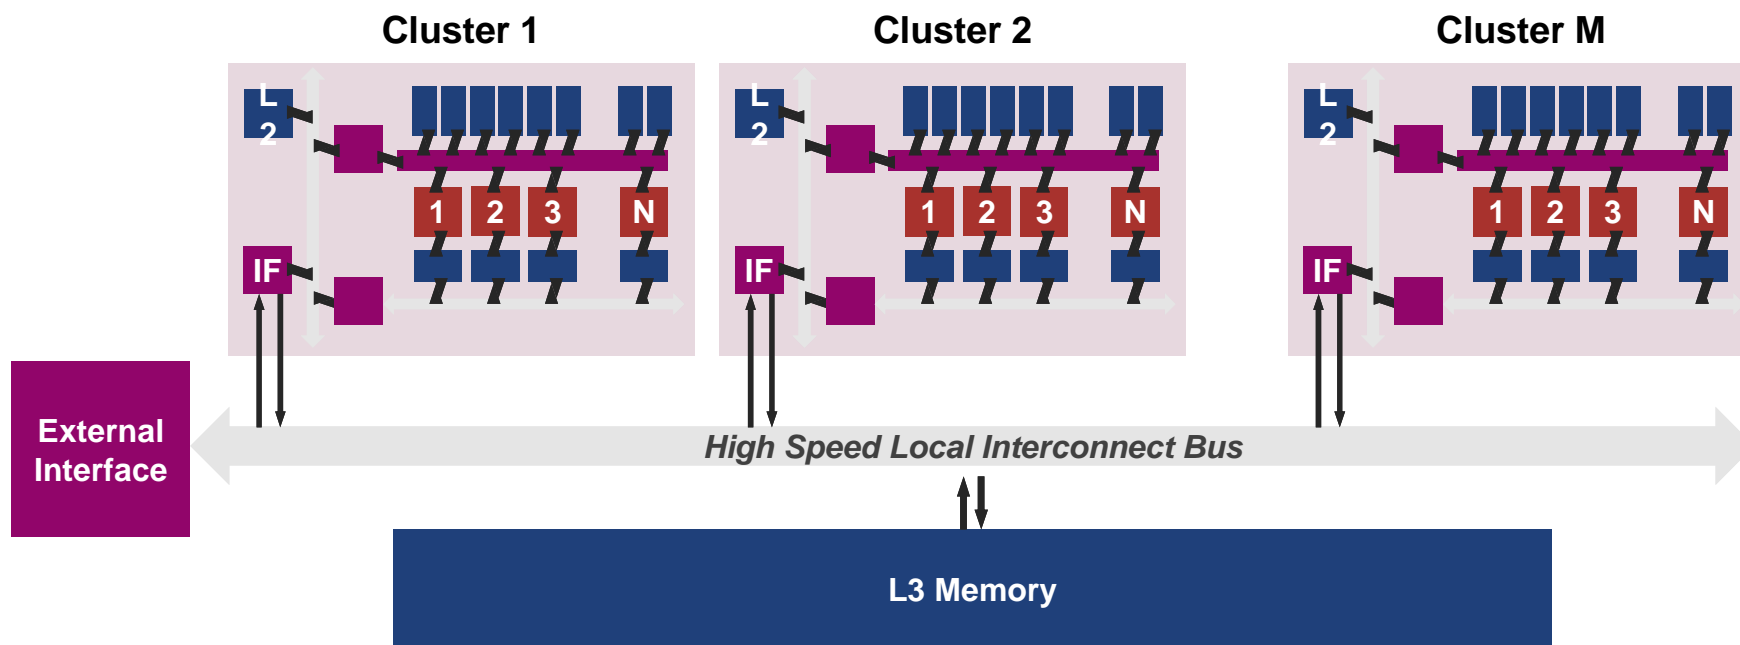 Cluster 1
Cluster 2
Cluster M
L
2
L
2
L
2
1 2 3 N
1 2 3 N
1 2 3 N
IF
IF
IF
External
Interface
High Speed Local Interconnect Bus
L3 Memory